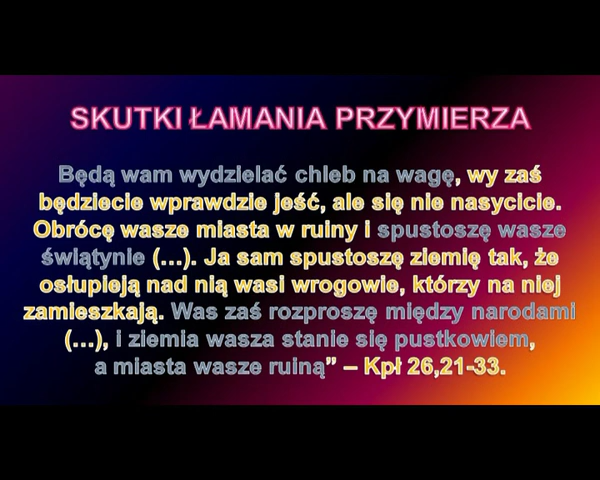 SKUTKI ŁAMANIA PRZYMIERZA
Będą wam wydzielać chleb na wagę, wy zaś
będziecie wprawdzie jeść, ale się nie nasycicie.
Obrócę wasze miasta w ruiny i spustoszę wasze
świątynie (...). Ja sam spustoszę ziemię tak, że
osłupieją nad nią wasi wrogowie, którzy na niej
zamieszkają. Was zaś rozproszę między narodami
(...), i ziemia wasza stanie się pustkowiem,
a miasta wasze ruiną” – Kpł 26,21-33.